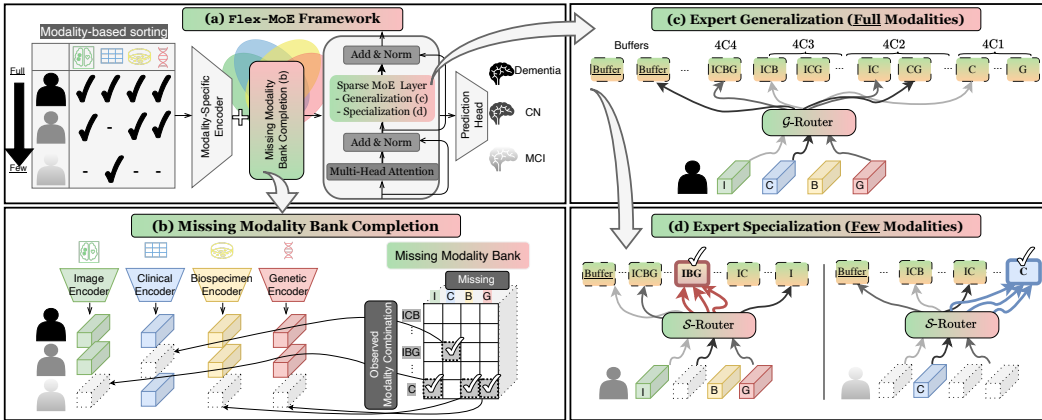 (a) Flex-MoE Framework
Modality-based sorting
Full
Few
- 
- - -
Modality-Specific
Encoder
+
Missing Modality
Bank Completion (b)
Add & Norm
Sparse MoE Layer
- Generalization (c)
- Specialization (d)
Add & Norm
Multi-Head Attention
Prediction
Head
Dementia
CN
MCI
(b) Missing Modality Bank Completion
Image
Encoder
Clinical
Encoder
Biospecimen
Encoder
Genetic
Encoder
Missing Modality Bank
Missing
I C B G
ICB
⋮
IBG
⋮
C
Observed
Modality Combination
(c) Expert Generalization (Full Modalities)
Buffers 4C4 4C3 4C2 4C1
Buffer Buffer ... ICBG ICB ICG ... IC CG ... C ... G
G-Router
I C B G
(d) Expert Specialization (Few Modalities)
Buffer ICBG IBG ... IC ... I
S-Router
I B G
Buffer ... ICB ... IC ... C
S-Router
C